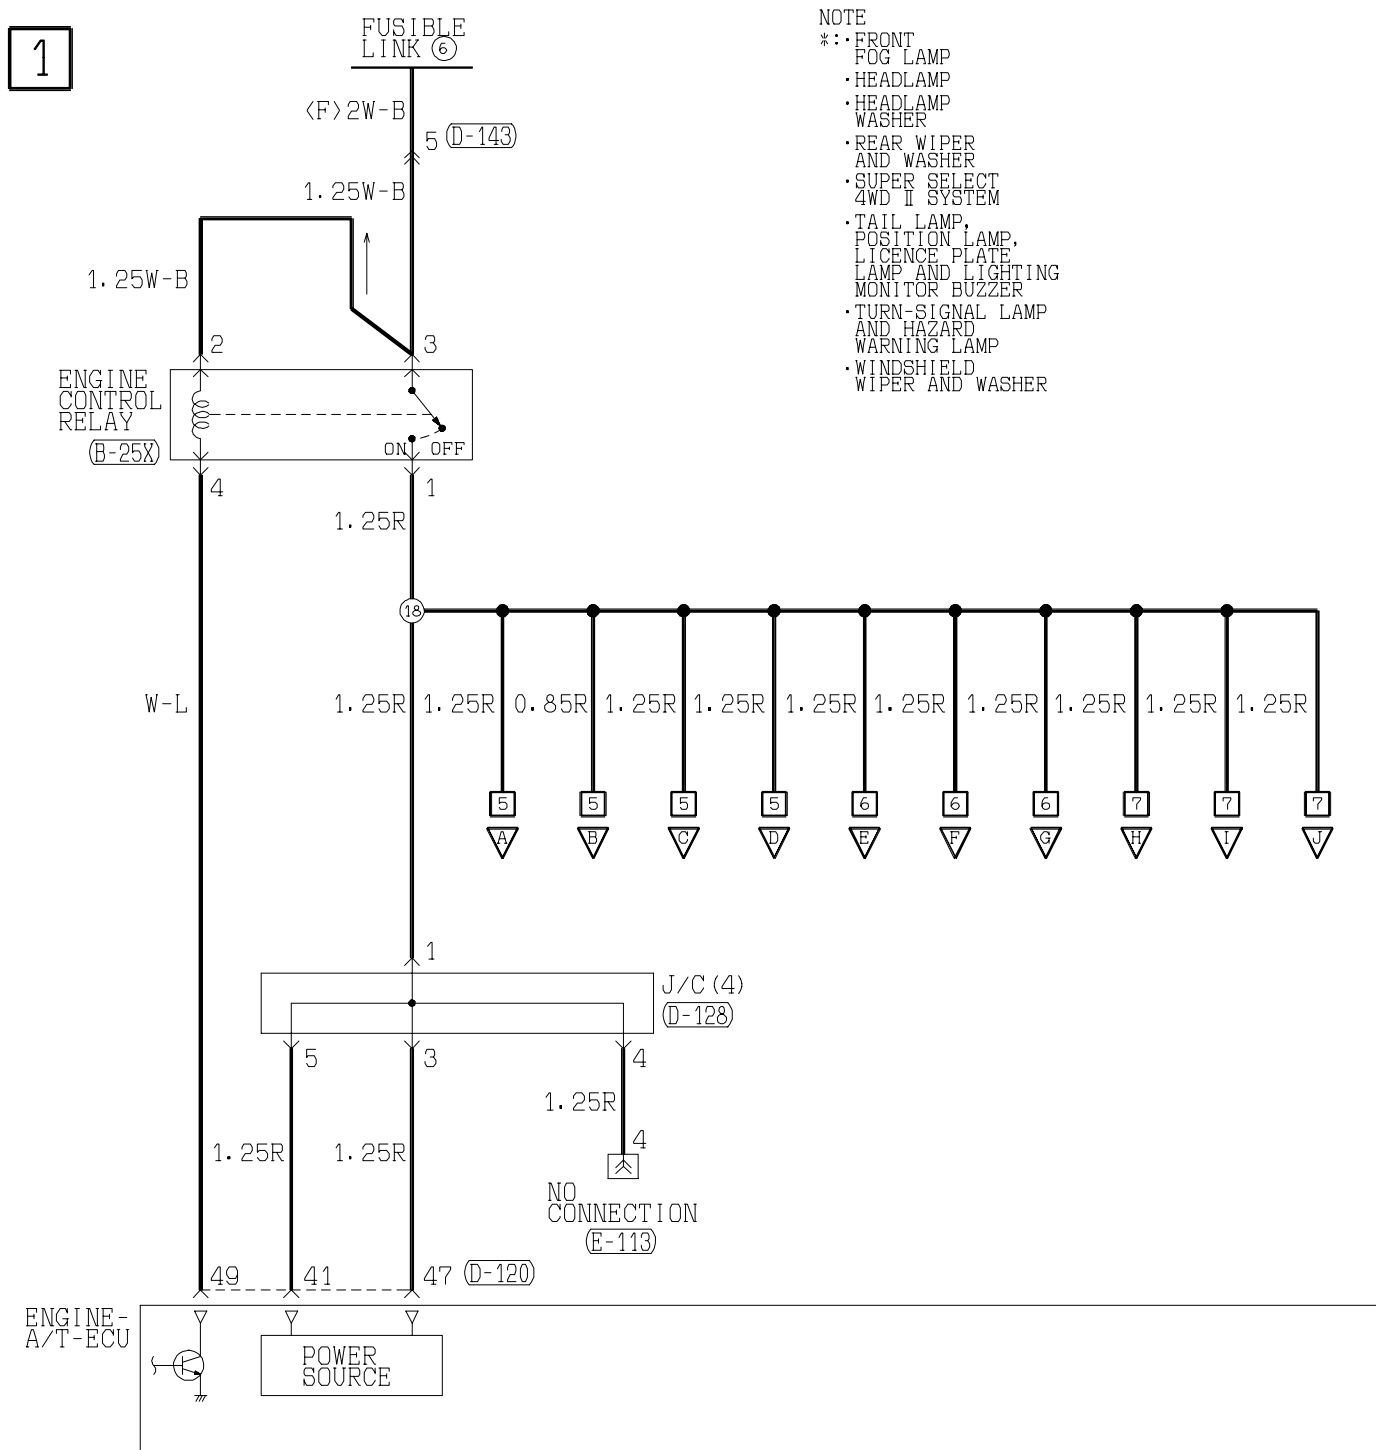 1
FUSIBLE
LINK ⑥
<F>2W-B
5 (D-143)
1.25W-B
1.25W-B
2
3
ENGINE
CONTROL
RELAY
(B-25X)
ON OFF
4
1
1.25R
18
W-L
1.25R 1.25R 0.85R 1.25R 1.25R 1.25R 1.25R 1.25R 1.25R 1.25R 1.25R
5 5 5 5 6 6 6 7 7 7
A B C D E F G H I J
1
J/C(4)
(D-128)
5 3 4
1.25R
1.25R 1.25R
4
NO
CONNECTION
(E-113)
49 41 47 (D-120)
ENGINE-
A/T-ECU
POWER
SOURCE
NOTE
*:·FRONT
FOG LAMP
·HEADLAMP
·HEADLAMP
WASHER
·REAR WIPER
AND WASHER
·SUPER SELECT
4WD Ⅱ SYSTEM
·TAIL LAMP,
POSITION LAMP,
LICENCE PLATE
LAMP AND LIGHTING
MONITOR BUZZER
·TURN-SIGNAL LAMP
AND HAZARD
WARNING LAMP
·WINDSHIELD
WIPER AND WASHER